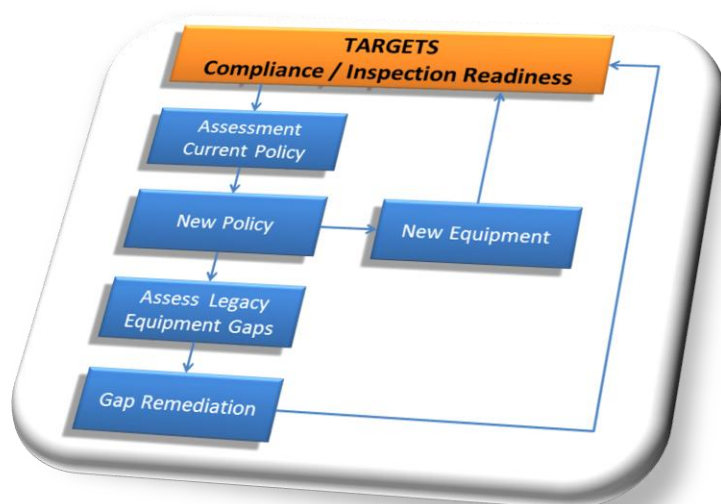 TARGETS
Compliance / Inspection Readiness
Assessment
Current Policy
New Policy
New Equipment
Assess Legacy
Equipment Gaps
Gap Remediation